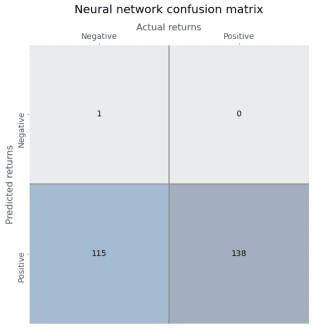 Neural network confusion matrix
Actual returns
Negative Positive
Predicted returns
Negative
1 0
Positive
115 138